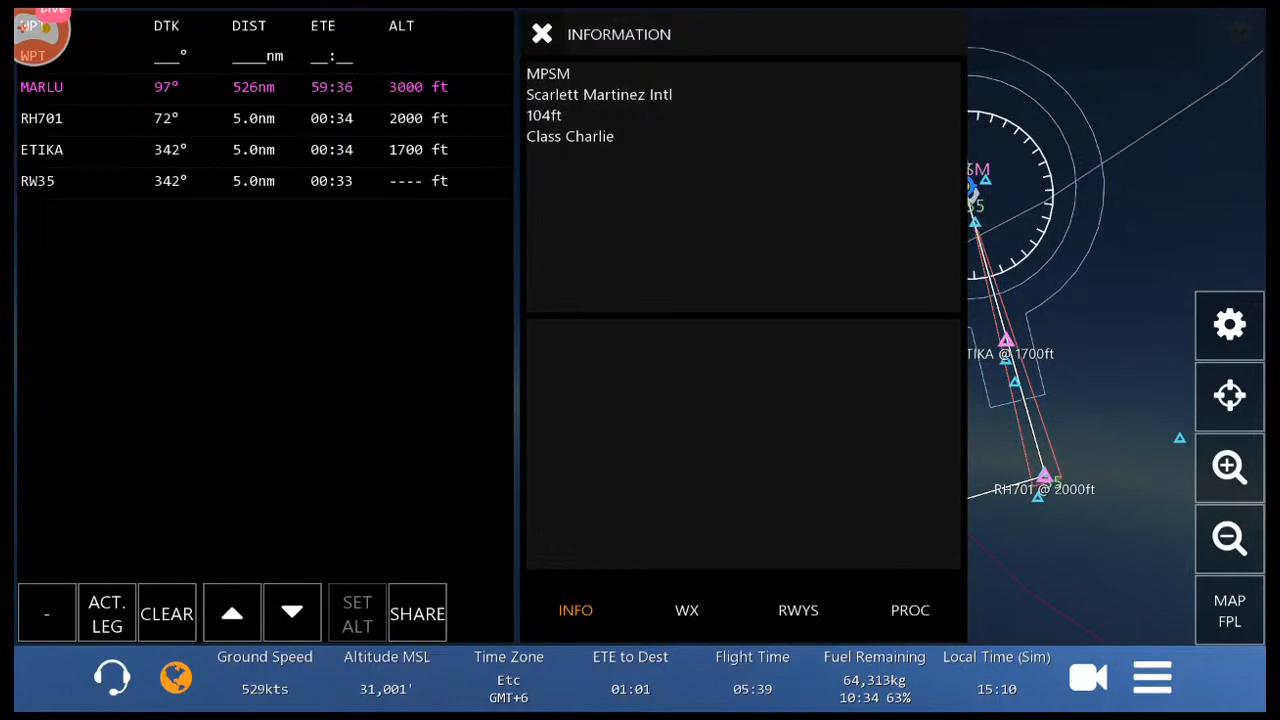 Live
WPT DTK DIST ETE ALT
WPT ___° ____nm __:__
MARLU 97° 526nm 59:36 3000 ft
RH701 72° 5.0nm 00:34 2000 ft
ETIKA 342° 5.0nm 00:34 1700 ft
RW35 342° 5.0nm 00:33 ---- ft
INFORMATION
MPSM
Scarlett Martinez Intl
104ft
Class Charlie
SM
35
TIKA @ 1700ft
RH701 @ 2000ft
INFO WX RWYS PROC
-
ACT.
LEG
CLEAR
SET
ALT
SHARE
MAP
FPL
Ground Speed
529kts
Altitude MSL
31,001'
Time Zone
Etc
GMT+6
ETE to Dest
01:01
Flight Time
05:39
Fuel Remaining
64,313kg
10:34 63%
Local Time (Sim)
15:10